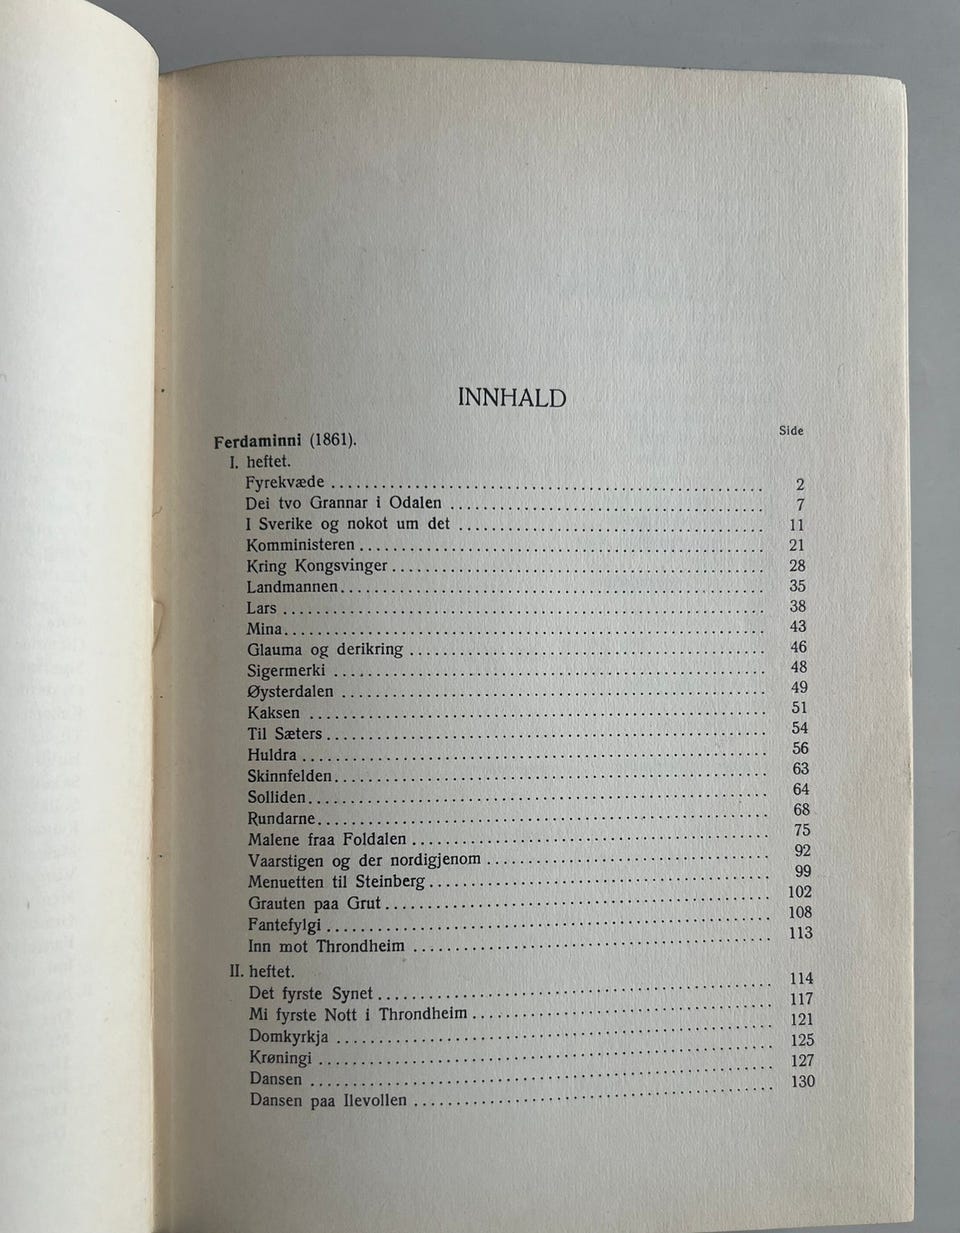 INNHALD
Side
Ferdaminni (1861).
I. heftet.
Fyrekvæde 2
Dei tvo Grannar i Odalen 7
I Sverike og nokot um det 11
Komministeren 21
Kring Kongsvinger 28
Landmannen 35
Lars 38
Mina 43
Glauma og derikring 46
Sigermerki 48
Øysterdalen 49
Kaksen 51
Til Sæters 54
Huldra 56
Skinnfelden 63
Solliden 64
Rundarne 68
Malene fraa Foldalen 75
Vaarstigen og der nordigjenom 92
Menuetten til Steinberg 99
Grauten paa Grut 102
Fantefylgi 108
Inn mot Throndheim 113
II. heftet.
Det fyrste Synet 114
Mi fyrste Nott i Throndheim 117
Domkyrkja 121
Krøningi 125
Dansen 127
Dansen paa Ilevollen 130